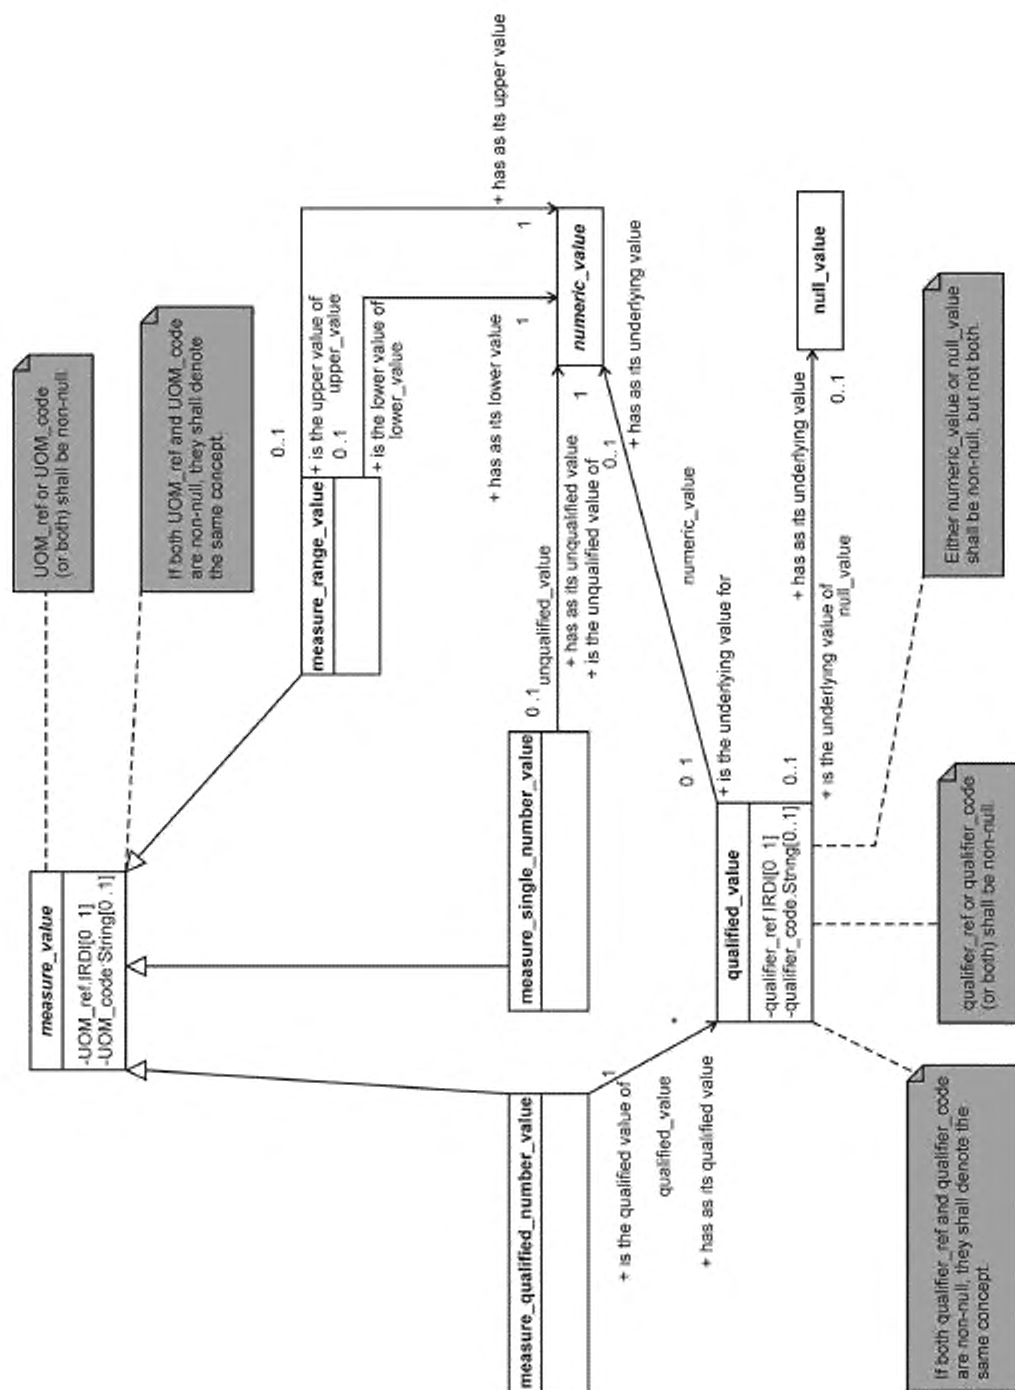 measure_value
-UOM_ref.IRDI[0 1]
-UOM_code:String[0 .1]
UOM_ref or UOM_code
(or both) shall be non-null.
If both UOM_ref and UOM_code
are non-null, they shall denote
the same concept.
measure_range_value
0..1
+ is the upper value of
upper_value
0 .1
+ is the lower value of
lower_value
+ has as its upper value
1
+ has as its lower value
1
numeric_value
measure_qualified_number_value
measure_single_number_value
0 .1
unqualified_value
+ has as its unqualified value
1
+ is the unqualified value of
0..1
+ has as its underlying value
1
+ is the qualified value of
qualified_value
+ has as its qualified value
*
qualified_value
-qualifier_ref IRDI[0 1]
-qualifier_code.String[0..1]
0 1
numeric_value
+ is the underlying value for
0..1
+ has as its underlying value
0..1
+ is the underlying value of
null_value
null_value
If both qualifier_ref and qualifier_code
are non-null, they shall denote the
same concept.
qualifier_ref or qualifier_code
(or both) shall be non-null.
Either numeric_value or null_value
shall be non-null, but not both.